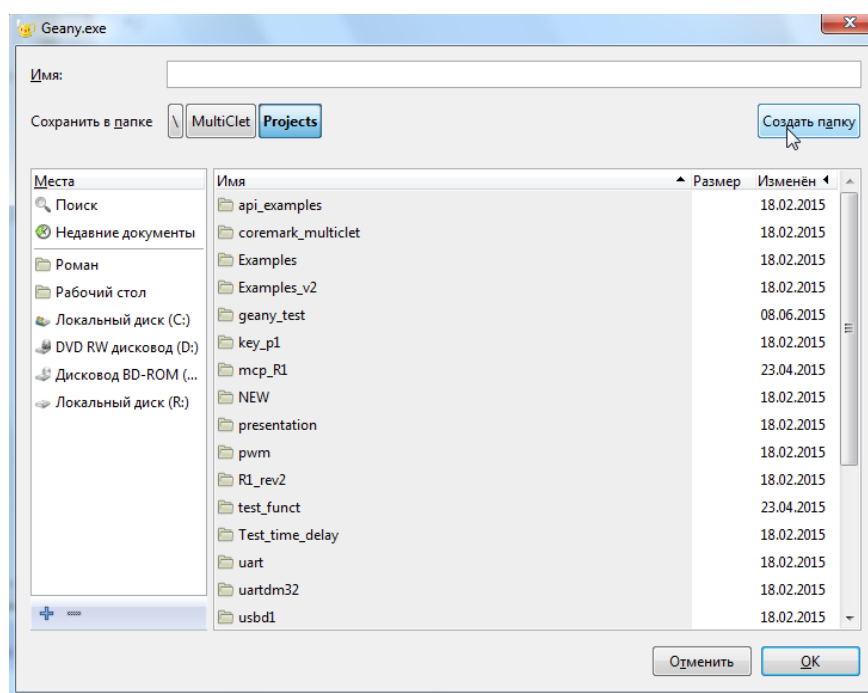 Geany.exe
Имя:
Сохранить в папке \ MultiClet Projects Создать папку
Места Имя Размер Изменён
Поиск api_examples 18.02.2015
Недавние документы coremark_multiclet 18.02.2015
Роман Examples 18.02.2015
Рабочий стол Examples_v2 18.02.2015
Локальный диск (C:) geany_test 08.06.2015
DVD RW дисковод (D:) key_p1 18.02.2015
Дисковод BD-ROM (... mcp_R1 23.04.2015
Локальный диск (R:) NEW 18.02.2015
presentation 18.02.2015
pwm 18.02.2015
R1_rev2 18.02.2015
test_funct 23.04.2015
Test_time_delay 18.02.2015
uart 18.02.2015
uartdm32 18.02.2015
usbd1 18.02.2015
Отменить OK